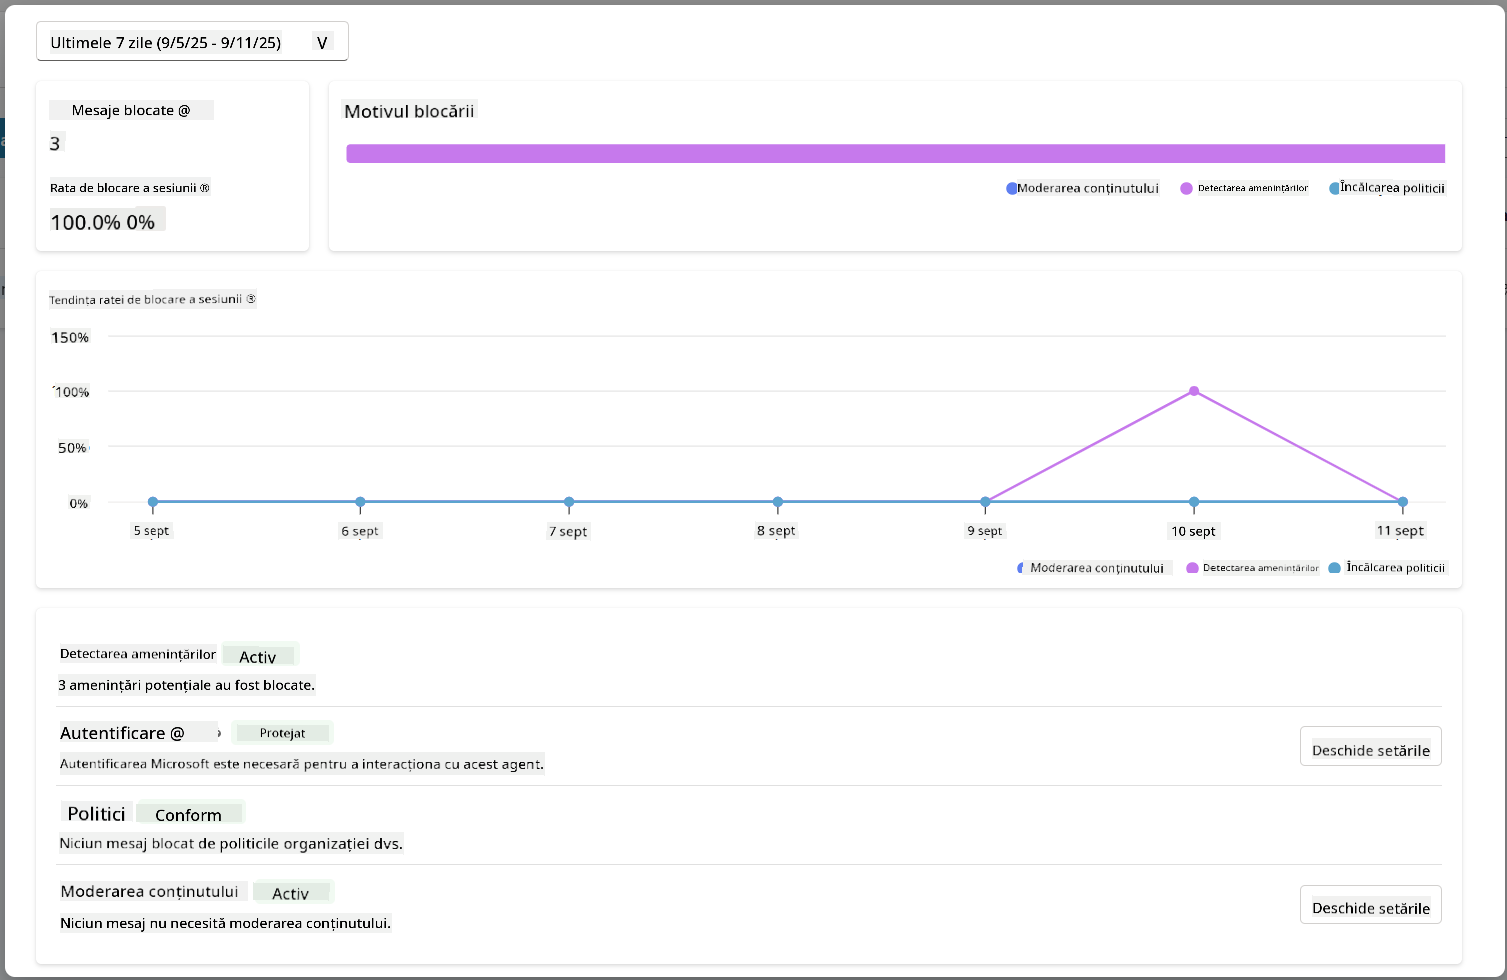 Ultimele 7 zile (9/5/25 - 9/11/25) V
Mesaje blocate @
3
Rata de blocare a sesiunii ®
100.0% 0%
Motivul blocării
Moderarea conținutului Detectarea amenințărilor Încălcarea politicii
Tendința ratei de blocare a sesiunii ③
150%
100%
50%
0%
5 sept 6 sept 7 sept 8 sept 9 sept 10 sept 11 sept
Moderarea conținutului Detectarea amenințărilor Încălcarea politicii
Detectarea amenințărilor Activ
3 amenințări potențiale au fost blocate.
Autentificare @ Protejat
Autentificarea Microsoft este necesară pentru a interacționa cu acest agent.
Deschide setările
Politici Conform
Niciun mesaj blocat de politicile organizației dvs.
Moderarea conținutului Activ
Niciun mesaj nu necesită moderarea conținutului.
Deschide setările